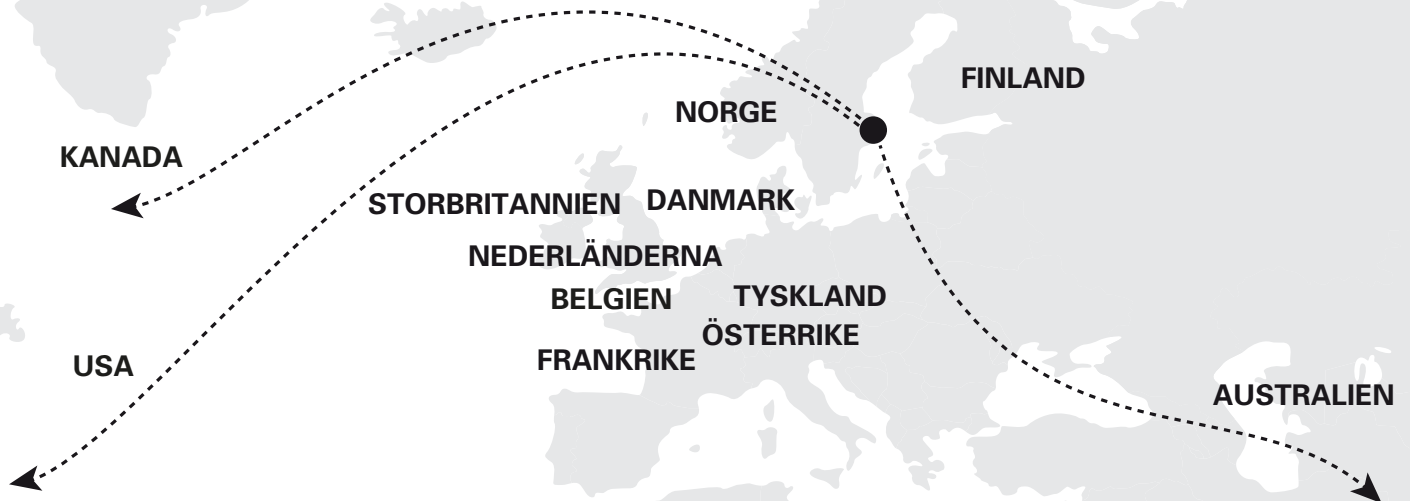 FINLAND
NORGE
KANADA
STORBRITANNIEN
DANMARK
NEDERLÄNDERNA
BELGIEN
TYSKLAND
ÖSTERRIKE
FRANKRIKE
USA
AUSTRALIEN